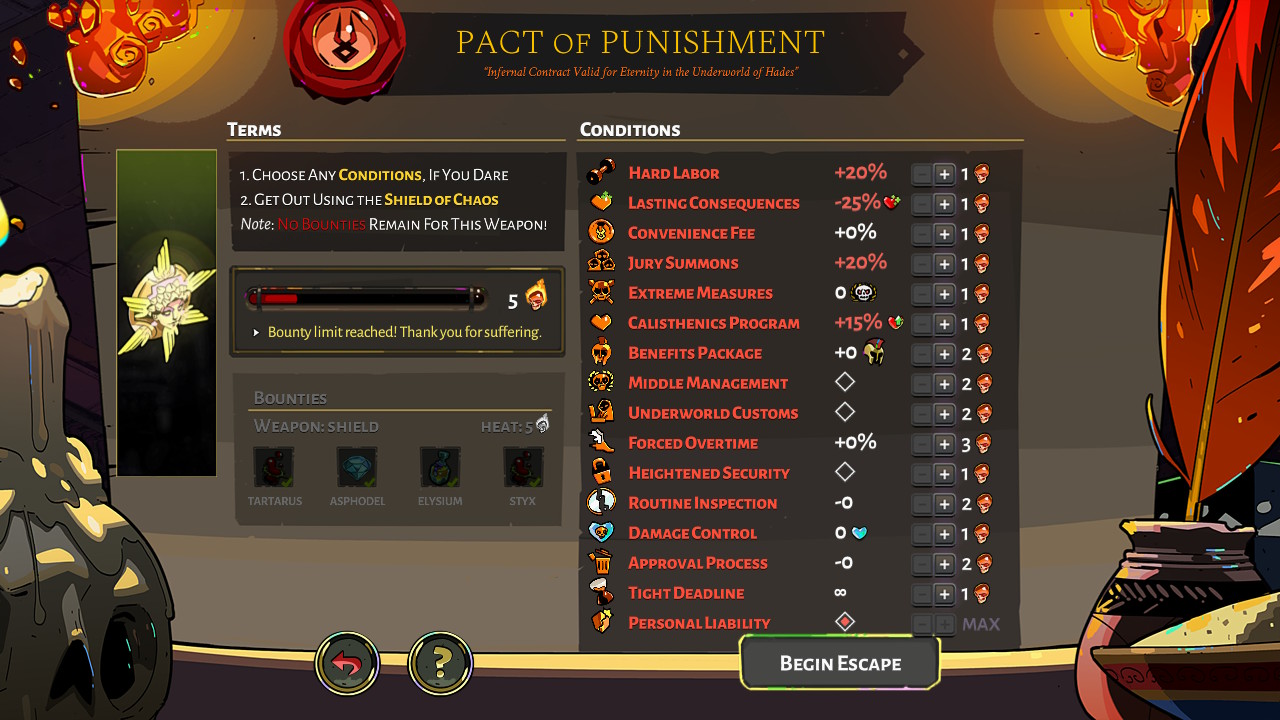 PACT OF PUNISHMENT
"Infernal Contract Valid for Eternity in the Underworld of Hades"
TERMS
1. CHOOSE ANY CONDITIONS, IF YOU DARE
2. GET OUT USING THE SHIELD OF CHAOS
Note: NO BOUNTIES REMAIN FOR THIS WEAPON!
5
Bounty limit reached! Thank you for suffering.
BOUNTIES
WEAPON: SHIELD HEAT: 5
TARTARUS ASPHODEL ELYSIUM STYX
CONDITIONS
HARD LABOR +20% - + 1
LASTING CONSEQUENCES -25% - + 1
CONVENIENCE FEE +0% - + 1
JURY SUMMONS +20% - + 1
EXTREME MEASURES 0 - + 1
CALISTHENICS PROGRAM +15% - + 1
BENEFITS PACKAGE +0 - + 2
MIDDLE MANAGEMENT - + 2
UNDERWORLD CUSTOMS - + 2
FORCED OVERTIME +0% - + 3
HEIGHTENED SECURITY - + 1
ROUTINE INSPECTION -0 - + 2
DAMAGE CONTROL 0 - + 1
APPROVAL PROCESS -0 - + 2
TIGHT DEADLINE ∞ - + 1
PERSONAL LIABILITY - + MAX
?
BEGIN ESCAPE